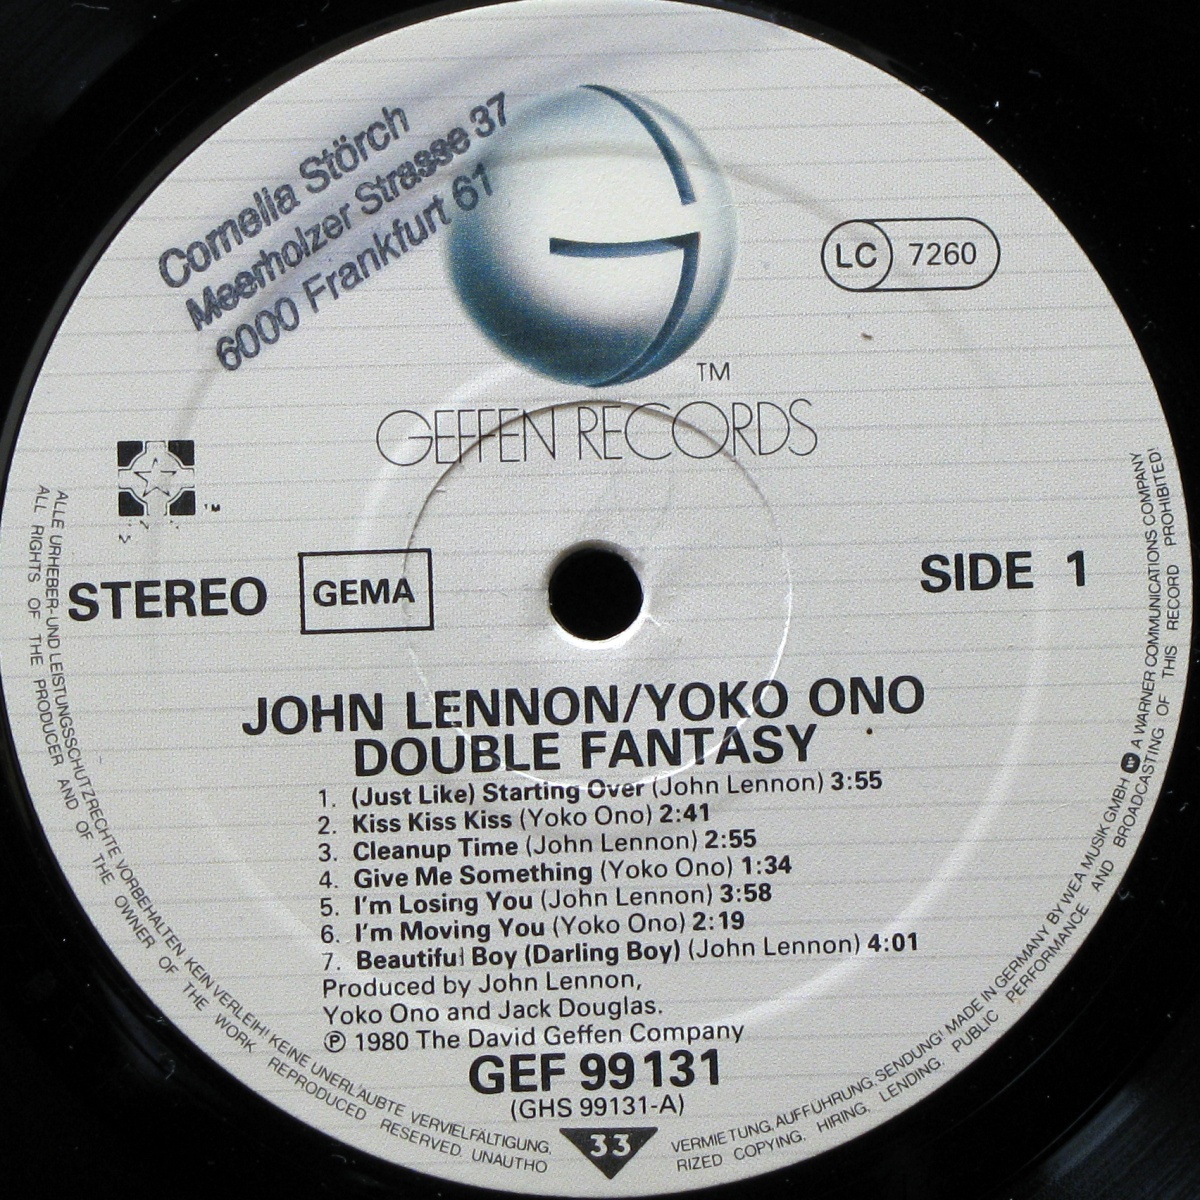 Cornelia Störch
Meerholzer Strasse 37
6000 Frankfurt 61
LC 7260
TM
GEFFEN RECORDS
TM
STEREO GEMA
SIDE 1
JOHN LENNON/YOKO ONO
DOUBLE FANTASY
1. (Just Like) Starting Over (John Lennon) 3:55
2. Kiss Kiss Kiss (Yoko Ono) 2:41
3. Cleanup Time (John Lennon) 2:55
4. Give Me Something (Yoko Ono) 1:34
5. I'm Losing You (John Lennon) 3:58
6. I'm Moving You (Yoko Ono) 2:19
7. Beautiful Boy (Darling Boy) (John Lennon) 4:01
Produced by John Lennon,
Yoko Ono and Jack Douglas.
℗ 1980 The David Geffen Company
GEF 99 131
(GHS 99131-A)
33
ALLE URHEBER- UND LEISTUNGSSCHUTZRECHTE VORBEHALTEN KEIN VERLEIH! KEINE UNERLAUBTE VERVIELFÄLTIGUNG, VERMIETUNG, AUFFÜHRUNG, SENDUNG! MADE IN GERMANY BY WEA MUSIK GMBH W A WARNER COMMUNICATIONS COMPANY
ALL RIGHTS OF THE PRODUCER AND OF THE OWNER OF THE WORK REPRODUCED RESERVED. UNAUTHORIZED COPYING, HIRING, LENDING, PUBLIC PERFORMANCE AND BROADCASTING OF THIS RECORD PROHIBITED!